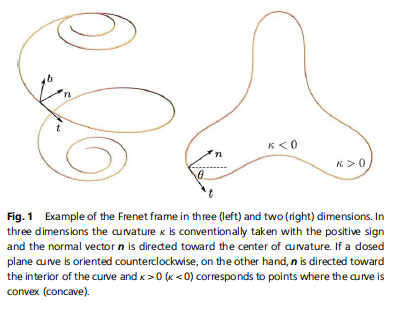 b
n
t
n
θ
t
κ < 0
κ > 0
Fig. 1 Example of the Frenet frame in three (left) and two (right) dimensions. In
three dimensions the curvature κ is conventionally taken with the positive sign
and the normal vector n is directed toward the center of curvature. If a closed
plane curve is oriented counterclockwise, on the other hand, n is directed toward
the interior of the curve and κ > 0 (κ < 0) corresponds to points where the curve is
convex (concave).